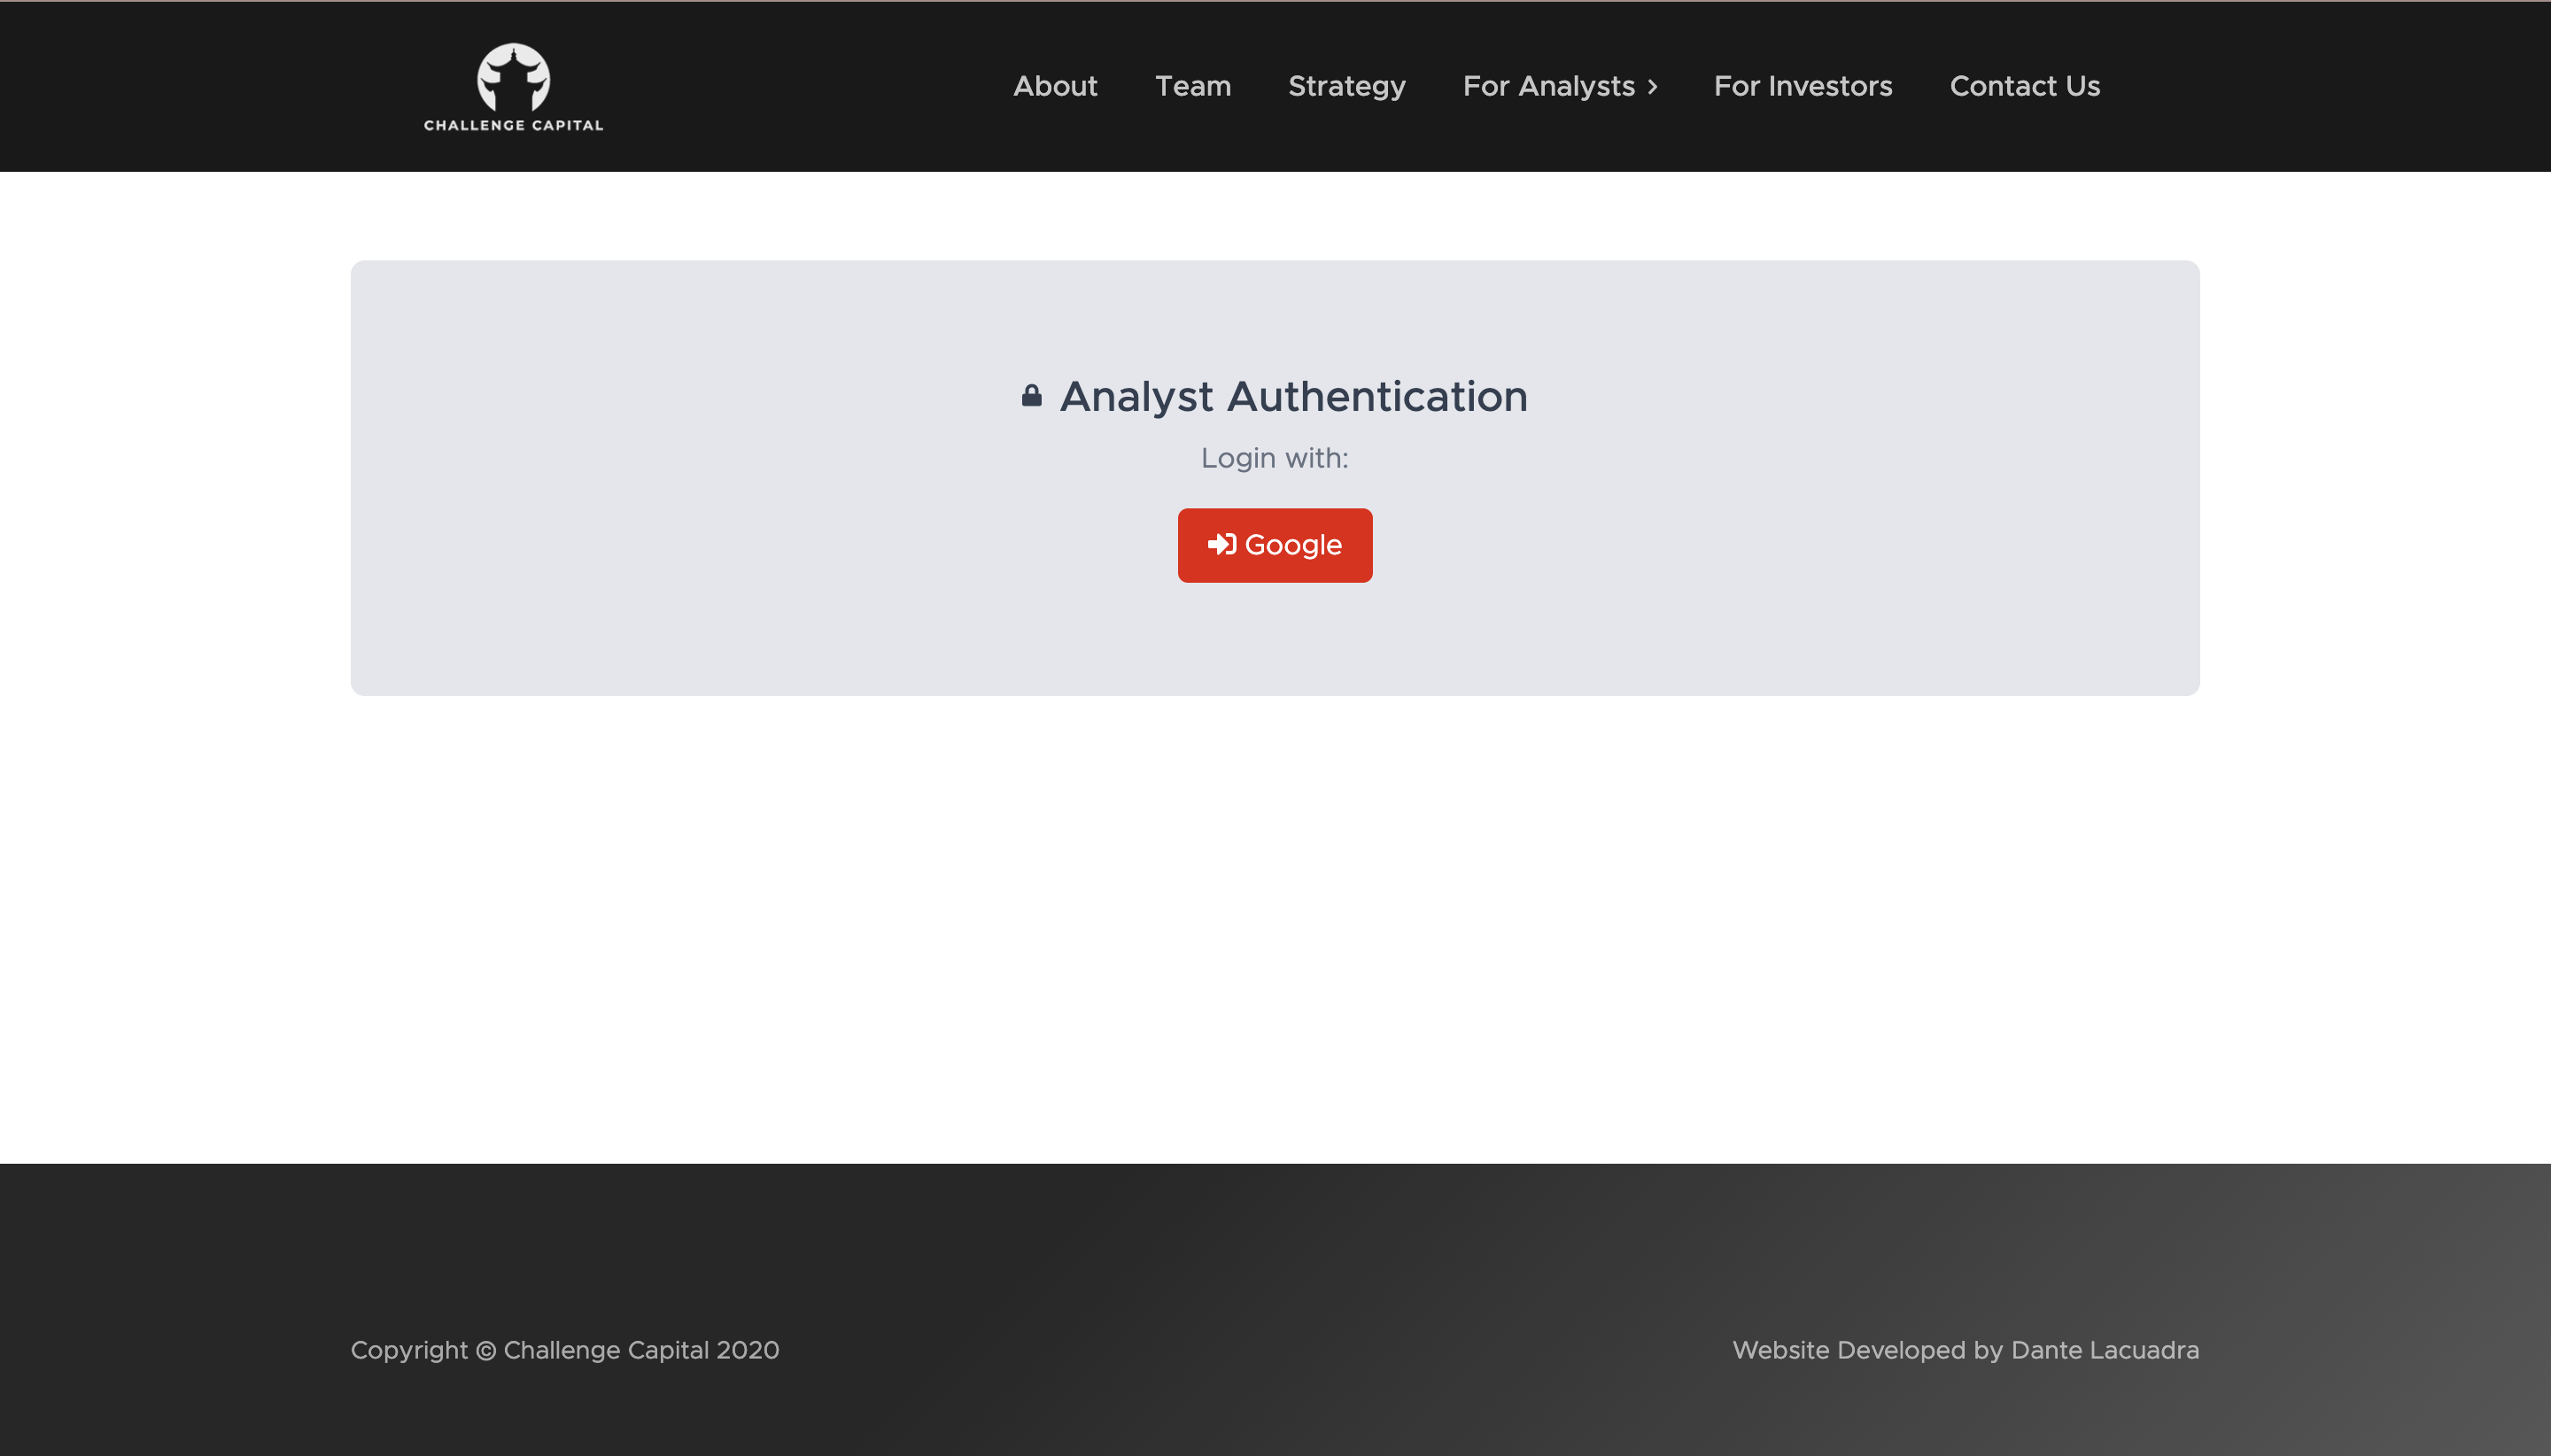 CHALLENGE CAPITAL
About Team Strategy For Analysts For Investors Contact Us
Analyst Authentication
Login with:
Google
Copyright © Challenge Capital 2020
Website Developed by Dante Lacuadra